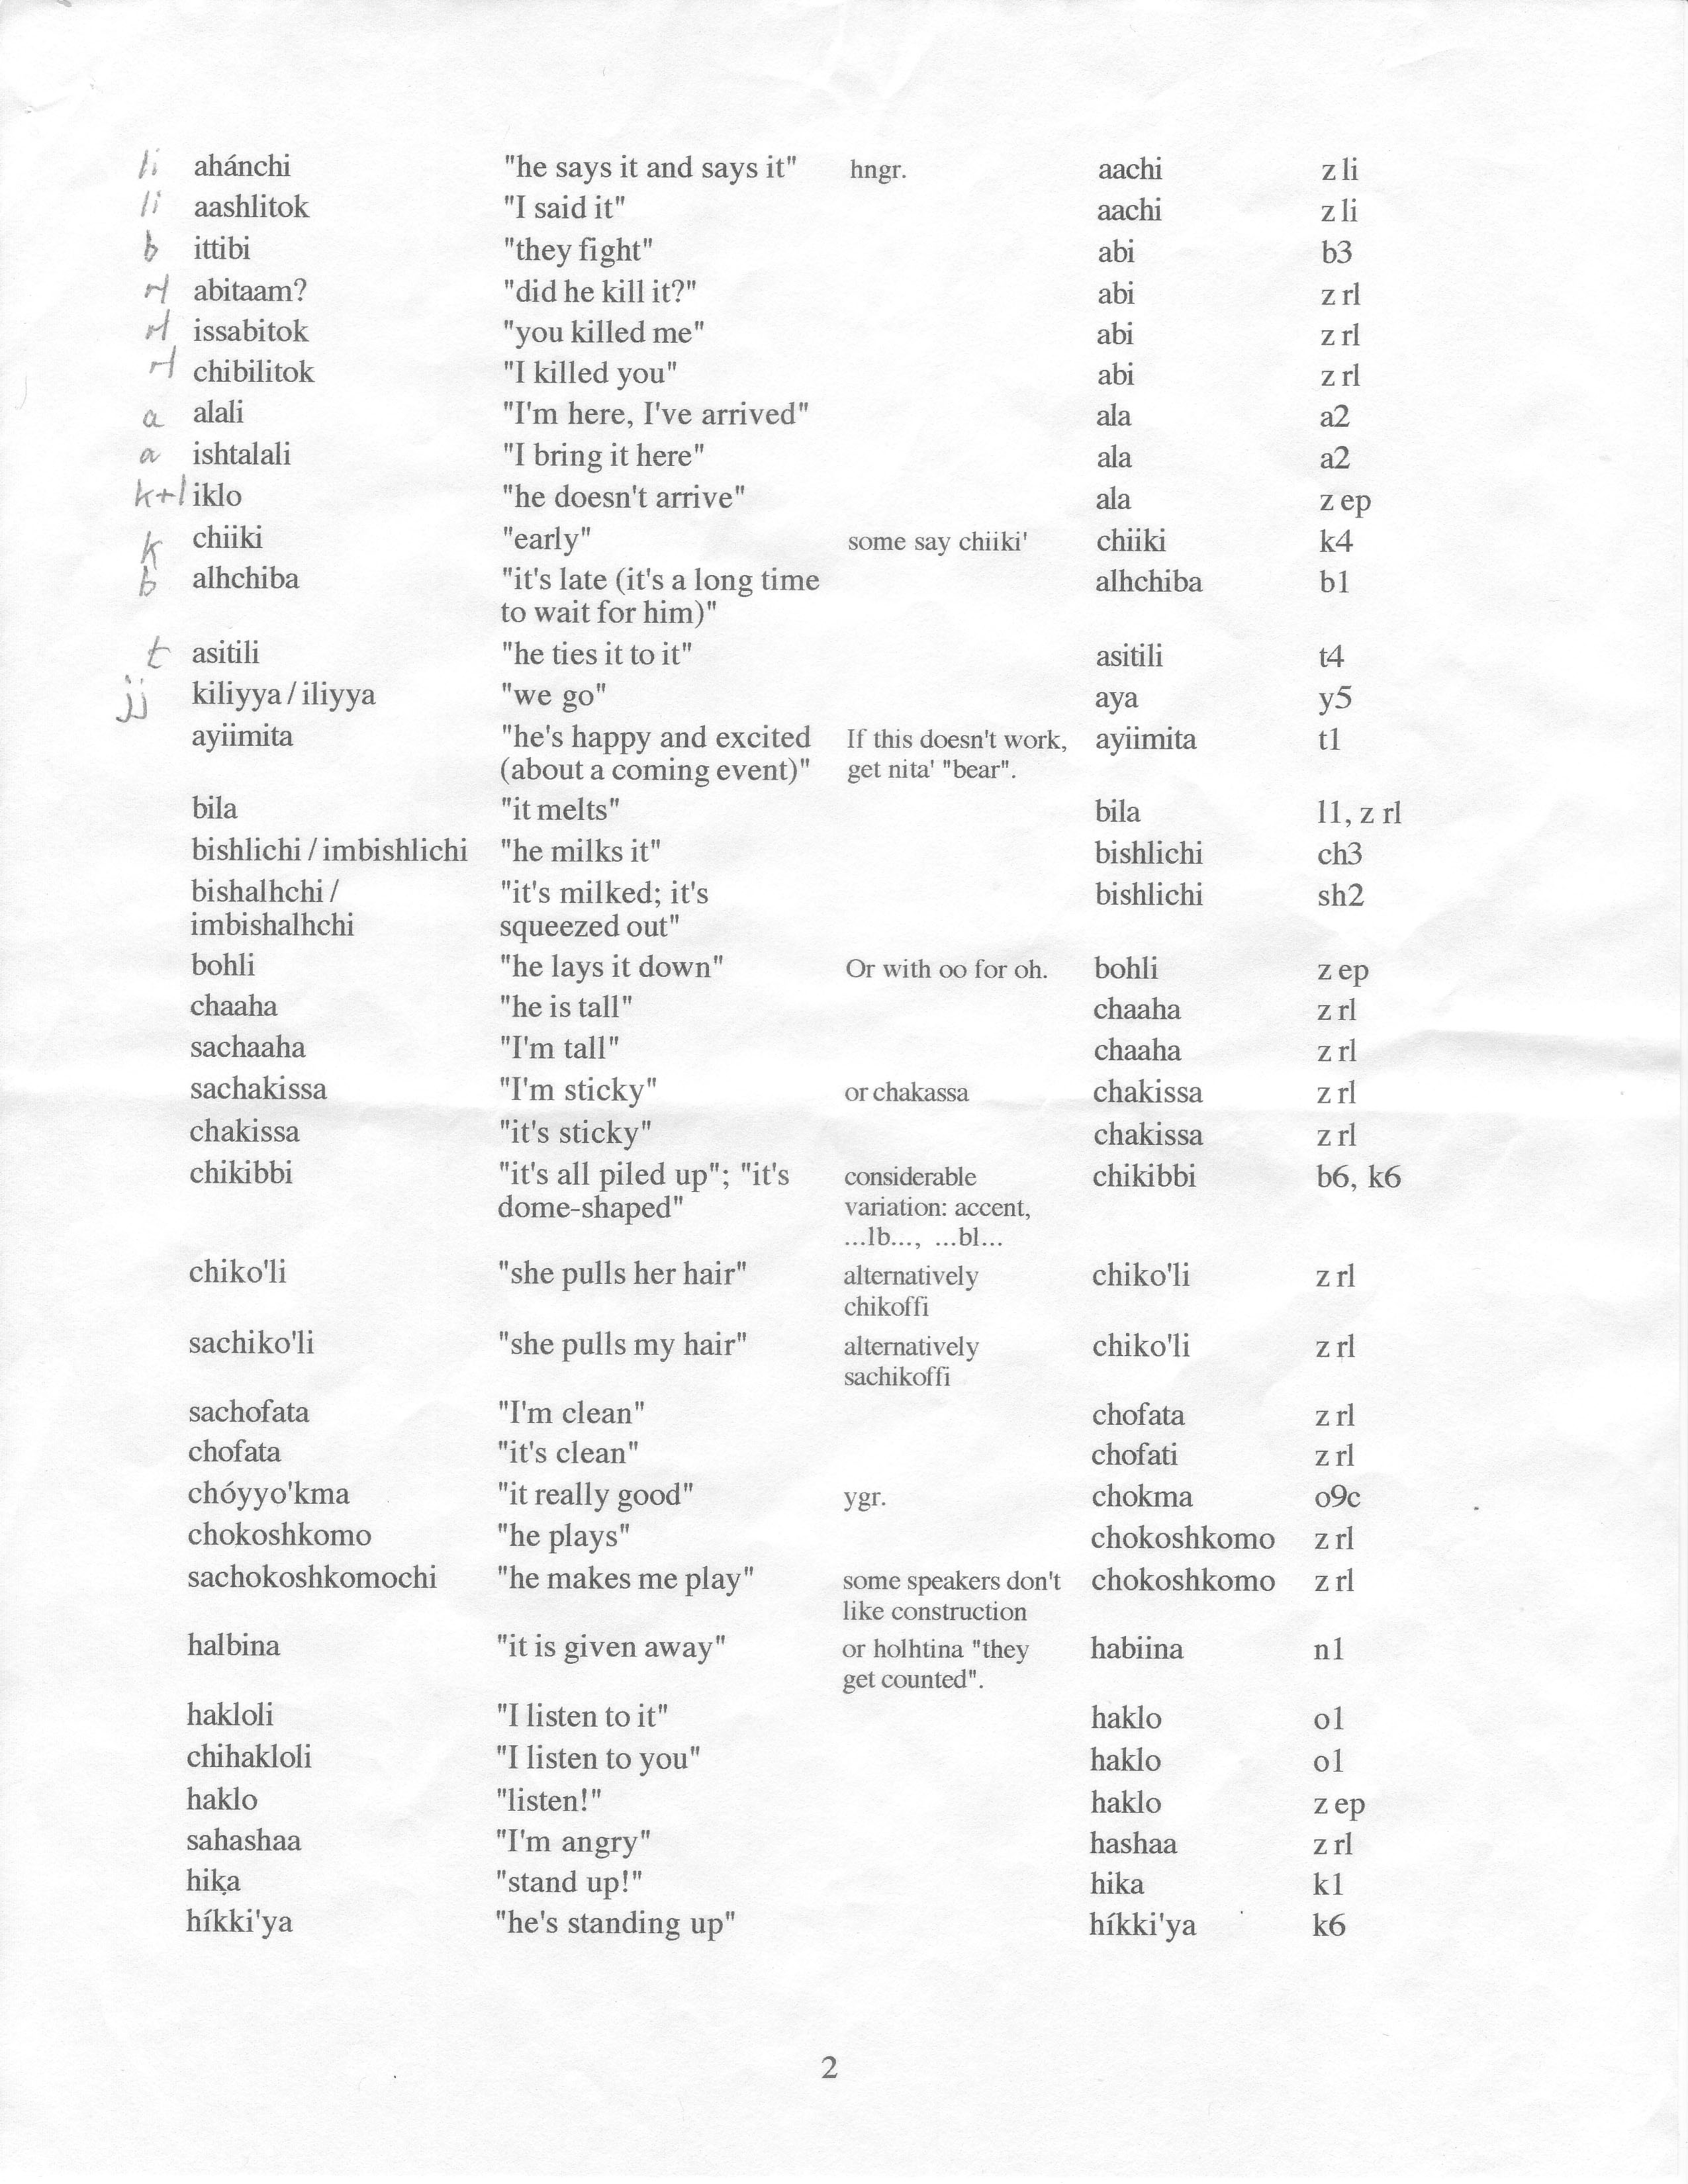 li ahánchi "he says it and says it" hngr. aachi z li
li aashlitok "I said it" aachi z li
b ittibi "they fight" abi b3
rl abitaam? "did he kill it?" abi z rl
rl issabitok "you killed me" abi z rl
rl chibilitok "I killed you" abi z rl
a alali "I'm here, I've arrived" ala a2
a ishtalali "I bring it here" ala a2
k+l iklo "he doesn't arrive" ala z ep
k chiiki "early" some say chiiki' chiiki k4
b alhchiba "it's late (it's a long time alhchiba b1
to wait for him)"
t asitili "he ties it to it" asitili t4
jj kiliyya / iliyya "we go" aya y5
ayiimita "he's happy and excited If this doesn't work, ayiimita t1
(about a coming event)" get nita' "bear".
bila "it melts" bila l1, z rl
bishlichi / imbishlichi "he milks it" bishlichi ch3
bishalhchi / "it's milked; it's bishlichi sh2
imbishalhchi squeezed out"
bohli "he lays it down" Or with oo for oh. bohli z ep
chaaha "he is tall" chaaha z rl
sachaaha "I'm tall" chaaha z rl
sachakissa "I'm sticky" or chakassa chakissa z rl
chakissa "it's sticky" chakissa z rl
chikibbi "it's all piled up"; "it's considerable chikibbi b6, k6
dome-shaped" variation: accent,
...lb..., ...bl...
chiko'li "she pulls her hair" alternatively chiko'li z rl
chikoffi
sachiko'li "she pulls my hair" alternatively chiko'li z rl
sachikoffi
sachofata "I'm clean" chofata z rl
chofata "it's clean" chofati z rl
chóyyo'kma "it really good" ygr. chokma o9c
chokoshkomo "he plays" chokoshkomo z rl
sachokoshkomochi "he makes me play" some speakers don't chokoshkomo z rl
like construction
halbina "it is given away" or holhtina "they habiina n1
get counted".
hakloli "I listen to it" haklo o1
chihakloli "I listen to you" haklo o1
haklo "listen!" haklo z ep
sahashaa "I'm angry" hashaa z rl
hika "stand up!" hika k1
híkki'ya "he's standing up" híkki'ya k6
2